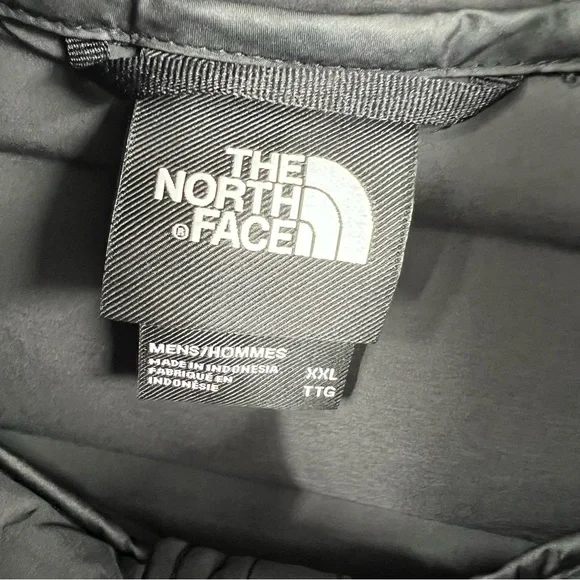 THE
NORTH
® FACE
MENS/HOMMES
MADE IN INDONESIA
FABRIQUÉ EN
INDONÉSIE
XXL
TTG